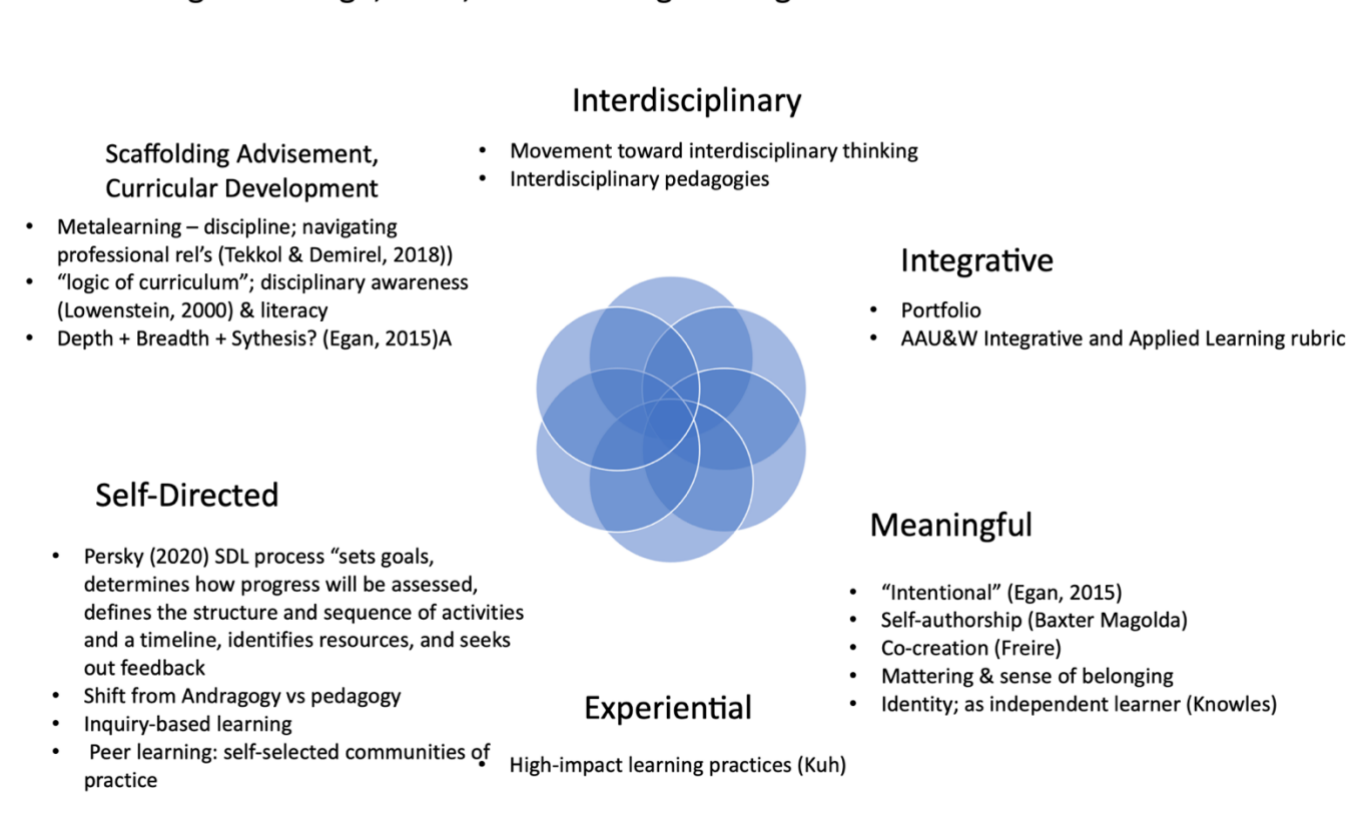 Interdisciplinary
• Movement toward interdisciplinary thinking
• Interdisciplinary pedagogies
Scaffolding Advisement,
Curricular Development
• Metalearning – discipline; navigating
professional rel’s (Tekkol & Demirel, 2018))
• “logic of curriculum”; disciplinary awareness
(Lowenstein, 2000) & literacy
• Depth + Breadth + Sythesis? (Egan, 2015)A
Integrative
• Portfolio
• AAU&W Integrative and Applied Learning rubric
Self-Directed
• Persky (2020) SDL process “sets goals,
determines how progress will be assessed,
defines the structure and sequence of activities
and a timeline, identifies resources, and seeks
out feedback
• Shift from Andragogy vs pedagogy
• Inquiry-based learning
• Peer learning: self-selected communities of
practice
Meaningful
• “Intentional” (Egan, 2015)
• Self-authorship (Baxter Magolda)
• Co-creation (Freire)
• Mattering & sense of belonging
• Identity; as independent learner (Knowles)
Experiential
• High-impact learning practices (Kuh)